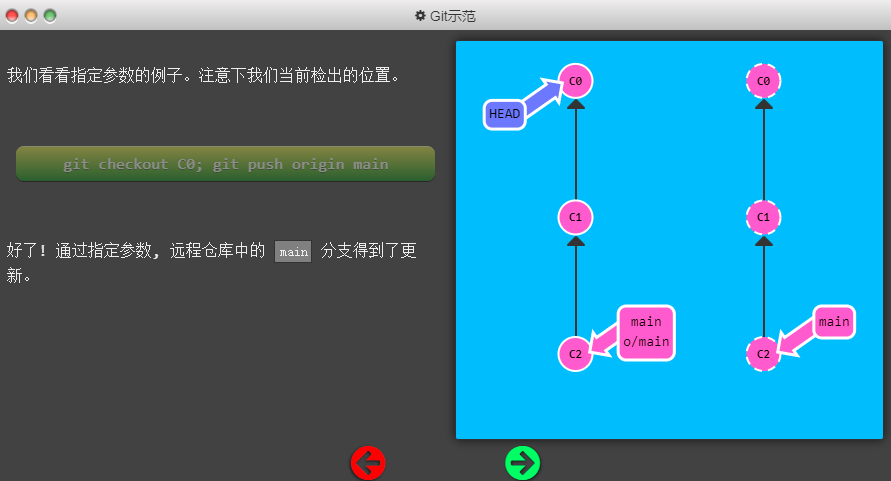 Git示范
我们看看指定参数的例子。注意下我们当前检出的位置。
git checkout C0; git push origin main
好了! 通过指定参数, 远程仓库中的 main 分支得到了更
新。
C0
HEAD
C1
main
o/main
C2
C0
C1
main
C2